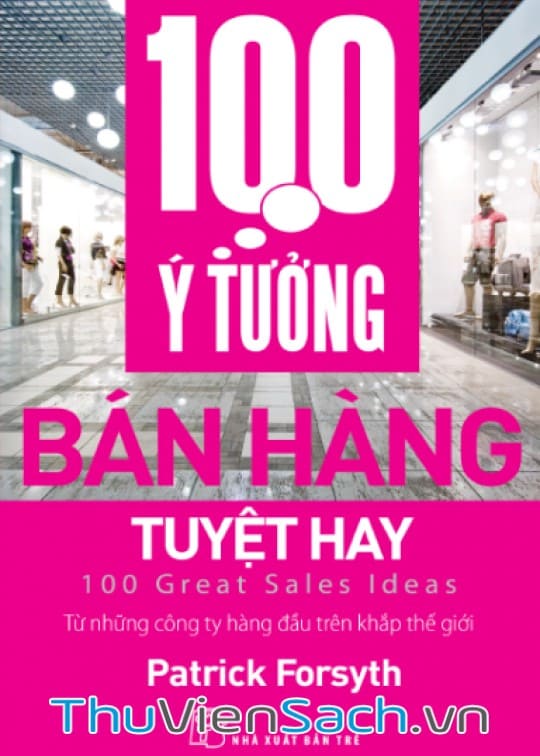 100
Ý TƯỞNG
BÁN HÀNG
TUYỆT HAY
100 Great Sales Ideas
Từ những công ty hàng đầu trên khắp thế giới
Patrick Forsyth
ThuVienSach.vn
NHÀ XUẤT BẢN TRẺ